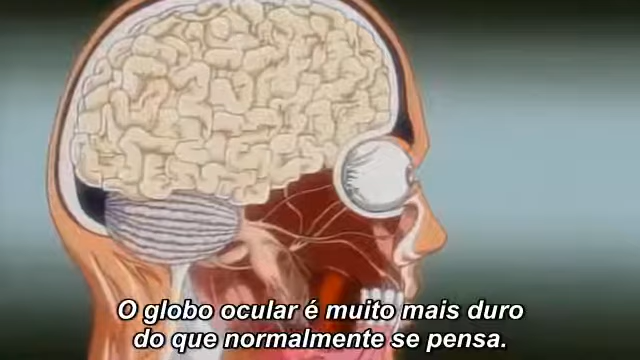 O globo ocular é muito mais duro
do que normalmente se pensa.